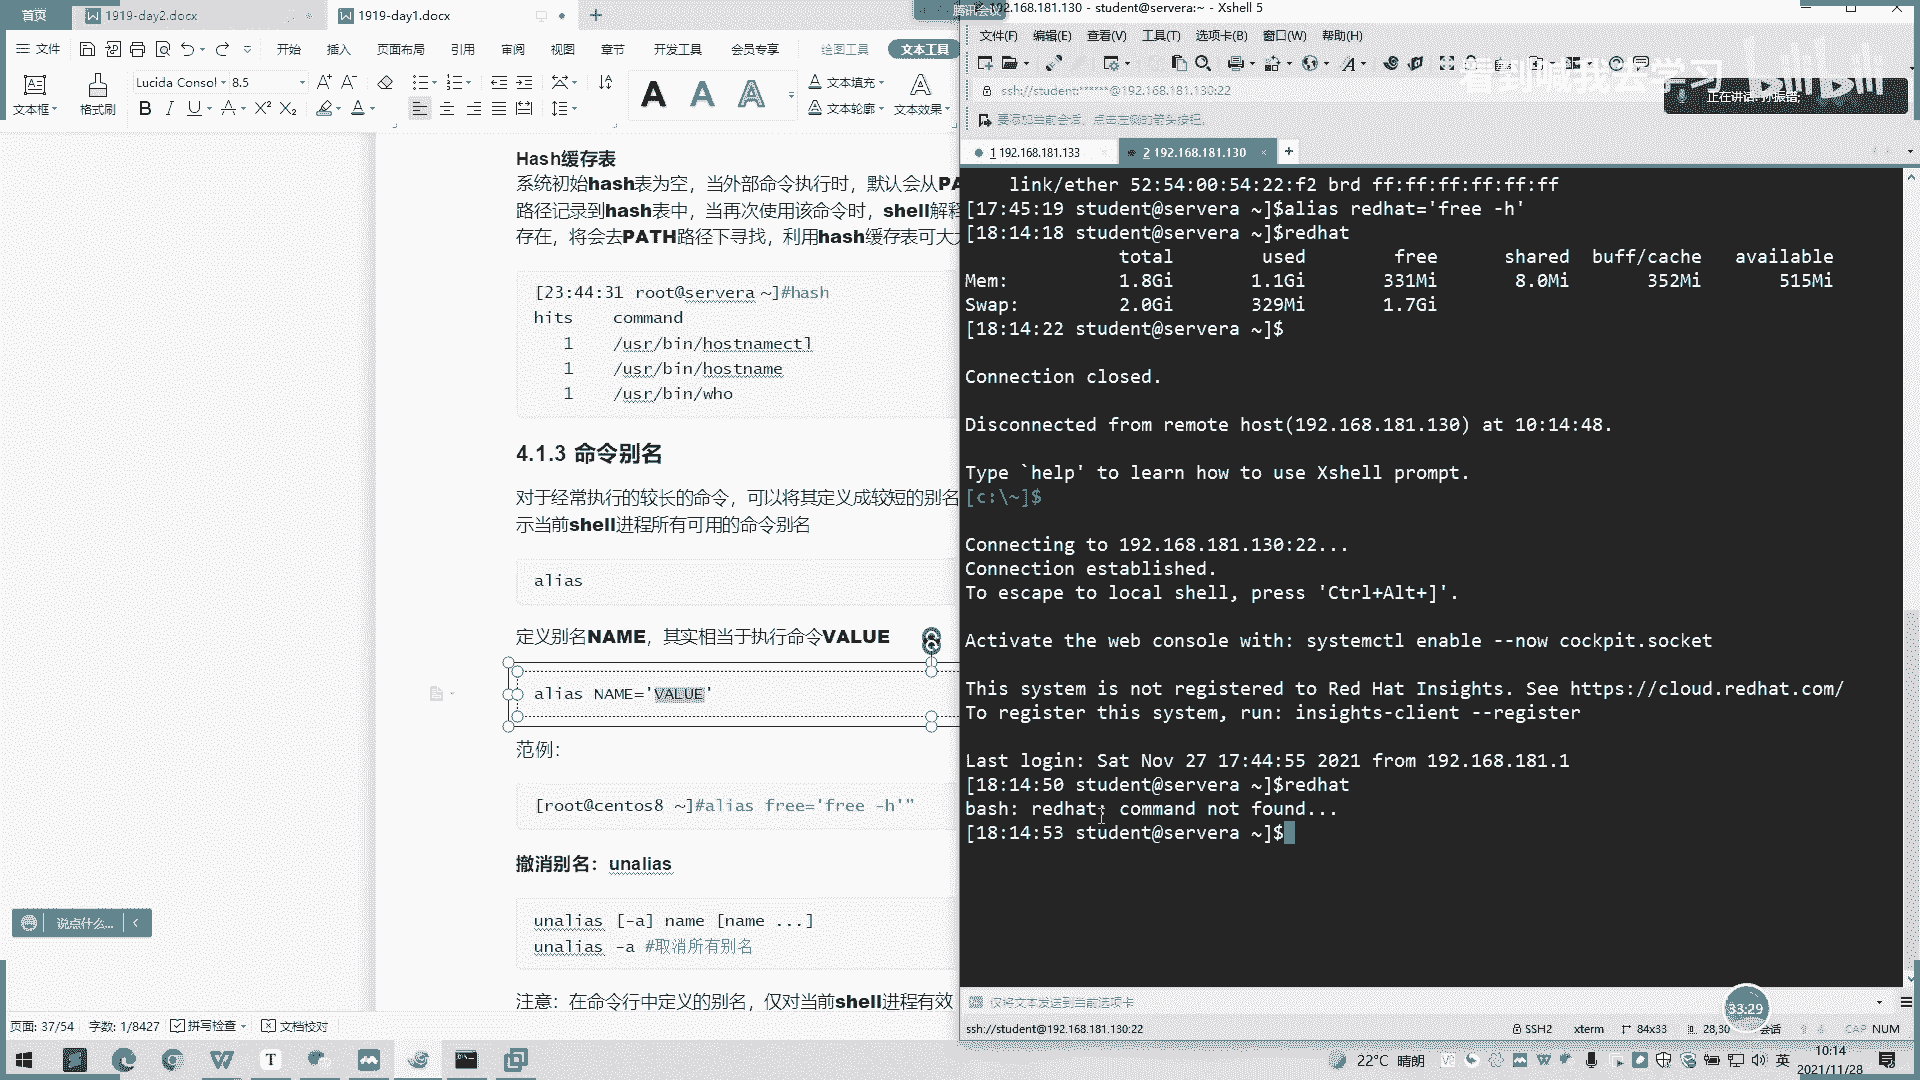 首页
1919-day2.docx
1919-day1.docx
腾讯会议
192.168.181.130 - student@servera:~ - Xshell 5
文件
开始
插入
页面布局
引用
审阅
视图
章节
开发工具
会员专享
绘图工具
文本工具
文本框
格式刷
Lucida Consol
8.5
文本填充
文本轮廓
文本效果
Hash缓存表
系统初始hash表为空，当外部命令执行时，默认会从PA
路径记录到hash表中，当再次使用该命令时，shell解释
存在，将会去PATH路径下寻找，利用hash缓存表可大大
[23:44:31 root@servera ~]#hash
hits    command
1    /usr/bin/hostnamectl
1    /usr/bin/hostname
1    /usr/bin/who
4.1.3 命令别名
对于经常执行的较长的命令，可以将其定义成较短的别名
示当前shell进程所有可用的命令别名
alias
定义别名NAME，其实相当于执行命令VALUE
alias NAME='VALUE'
范例：
[root@centos8 ~]#alias free='free -h'”
撤消别名：unalias
unalias [-a] name [name ...]
unalias -a #取消所有别名
注意：在命令行中定义的别名，仅对当前shell进程有效
说点什么...
页面: 37/54
字数: 1/8427
拼写检查
文档校对
文件(F)
编辑(E)
查看(V)
工具(T)
选项卡(B)
窗口(W)
帮助(H)
看到喊我去学习
bilibili
正在讲话:
ssh://student:******@192.168.181.130:22
要添加当前会话，点击左侧的箭头按钮。
1 192.168.181.133
2 192.168.181.130
link/ether 52:54:00:54:22:f2 brd ff:ff:ff:ff:ff:ff
[17:45:19 student@servera ~]$alias redhat='free -h'
[18:14:18 student@servera ~]$redhat
total        used        free      shared  buff/cache   available
Mem:          1.8Gi       1.1Gi       331Mi       8.0Mi       352Mi       515Mi
Swap:         2.0Gi       329Mi       1.7Gi
[18:14:22 student@servera ~]$
Connection closed.
Disconnected from remote host(192.168.181.130) at 10:14:48.
Type `help' to learn how to use Xshell prompt.
[c:\~]$
Connecting to 192.168.181.130:22...
Connection established.
To escape to local shell, press 'Ctrl+Alt+]'.
Activate the web console with: systemctl enable --now cockpit.socket
This system is not registered to Red Hat Insights. See https://cloud.redhat.com/
To register this system, run: insights-client --register
Last login: Sat Nov 27 17:44:55 2021 from 192.168.181.1
[18:14:50 student@servera ~]$redhat
bash: redhat: command not found...
[18:14:53 student@servera ~]$
仅将文本发送到当前选项卡
33:29
ssh://student@192.168.181.130:22
SSH2
xterm
84x33
28,30
会话
CAP
NUM
22°C 晴朗
英
10:14
2021/11/28